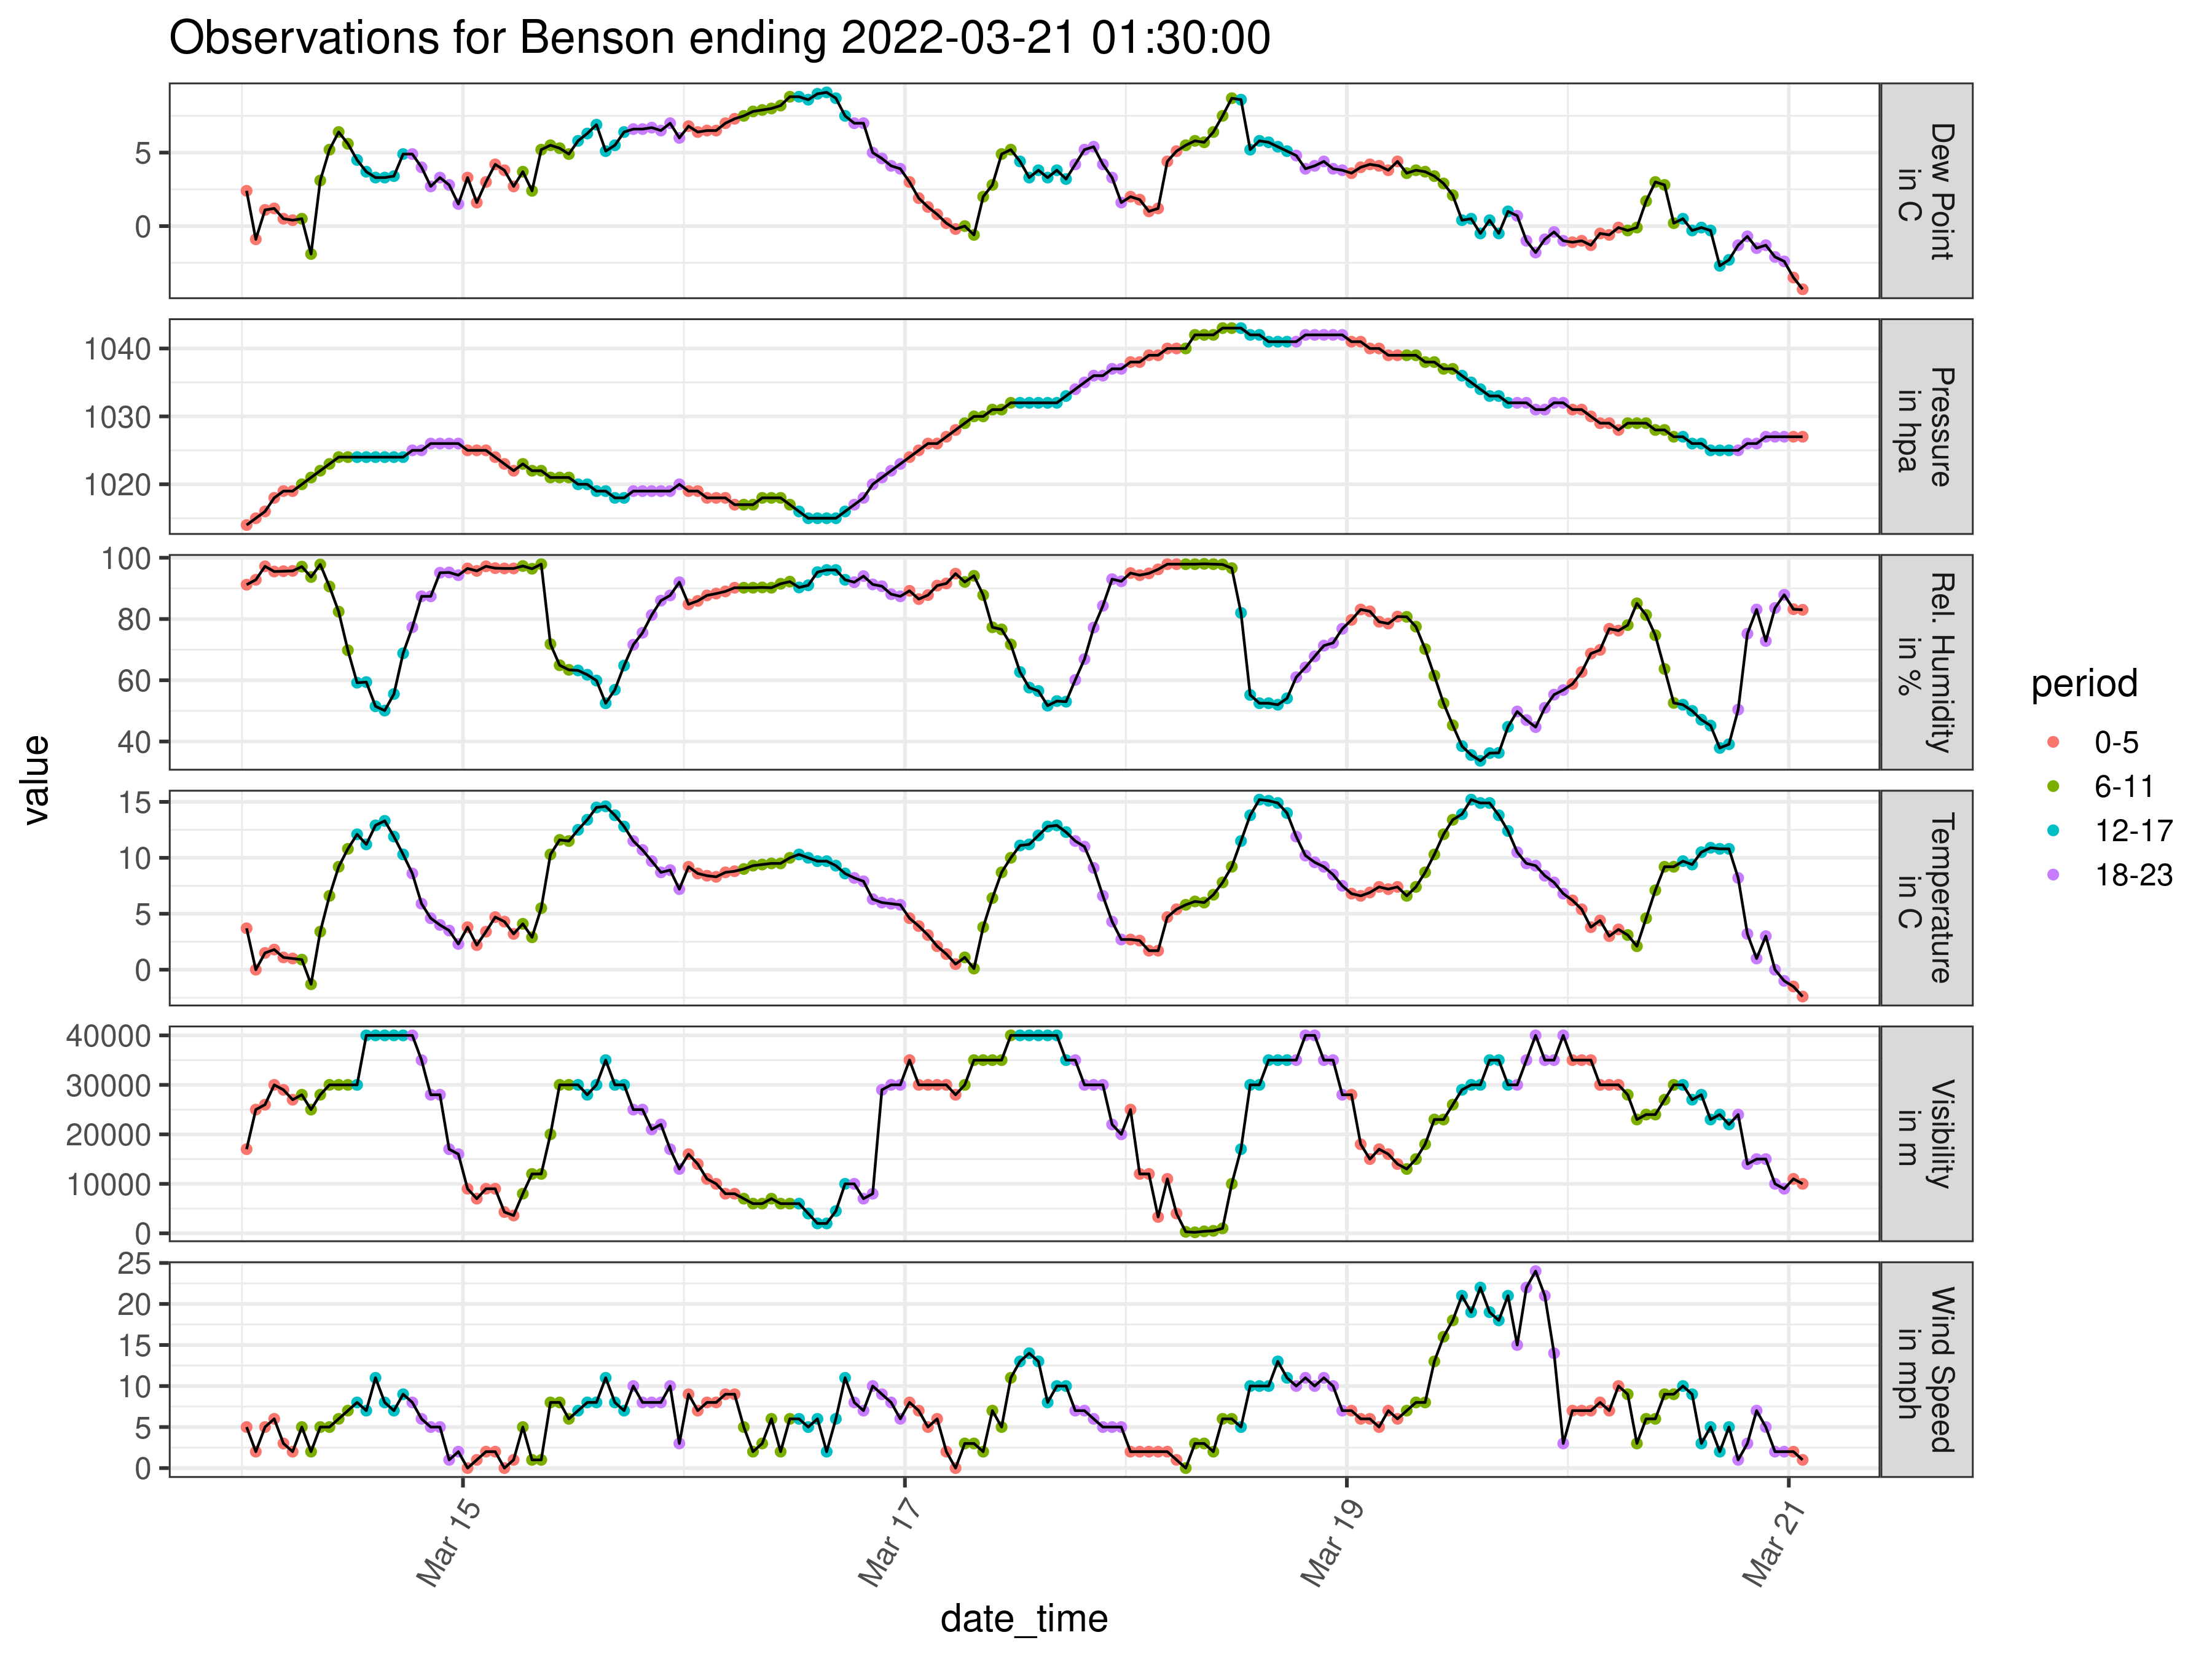 Observations for Benson ending 2022-03-21 01:30:00
5
0
Dew Point
in C
1040
1030
1020
Pressure
in hpa
100
80
60
40
Rel. Humidity
in %
15
10
5
0
Temperature
in C
40000
30000
20000
10000
0
Visibility
in m
25
20
15
10
5
0
Wind Speed
in mph
value
Mar 15
Mar 17
Mar 19
Mar 21
date_time
period
0-5
6-11
12-17
18-23